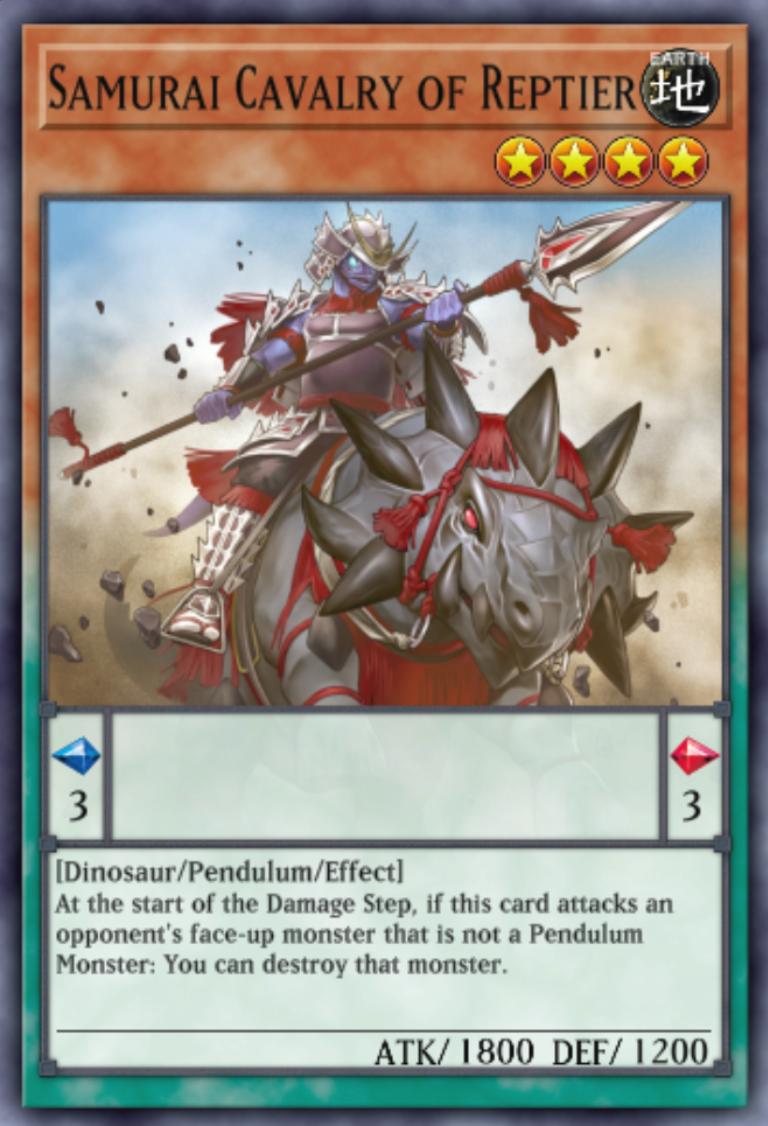 SAMURAI CAVALRY OF REPTIER
EARTH
地
3
3
[Dinosaur/Pendulum/Effect]
At the start of the Damage Step, if this card attacks an
opponent's face-up monster that is not a Pendulum
Monster: You can destroy that monster.
ATK/ 1800 DEF/ 1200